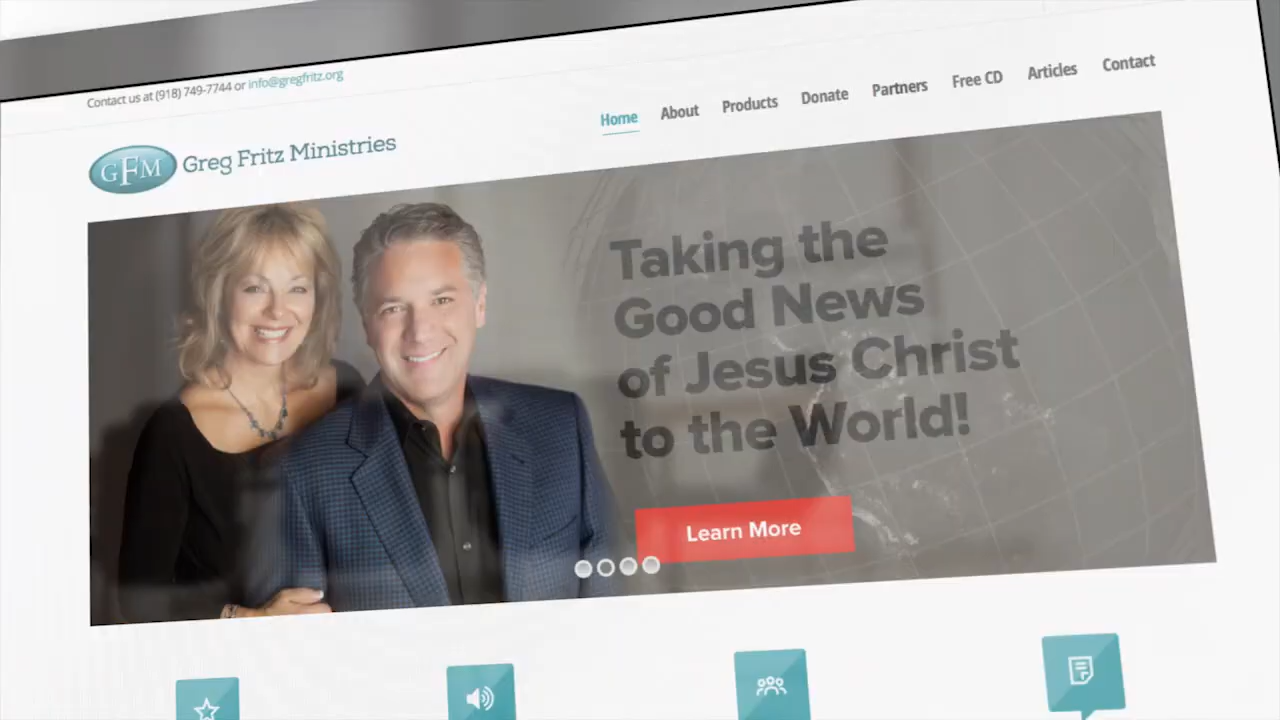 Contact us at (918) 749-7744 or info@gregfritz.org
Home About Products Donate Partners Free CD Articles Contact
GFM Greg Fritz Ministries
Taking the
Good News
of Jesus Christ
to the World!
Learn More